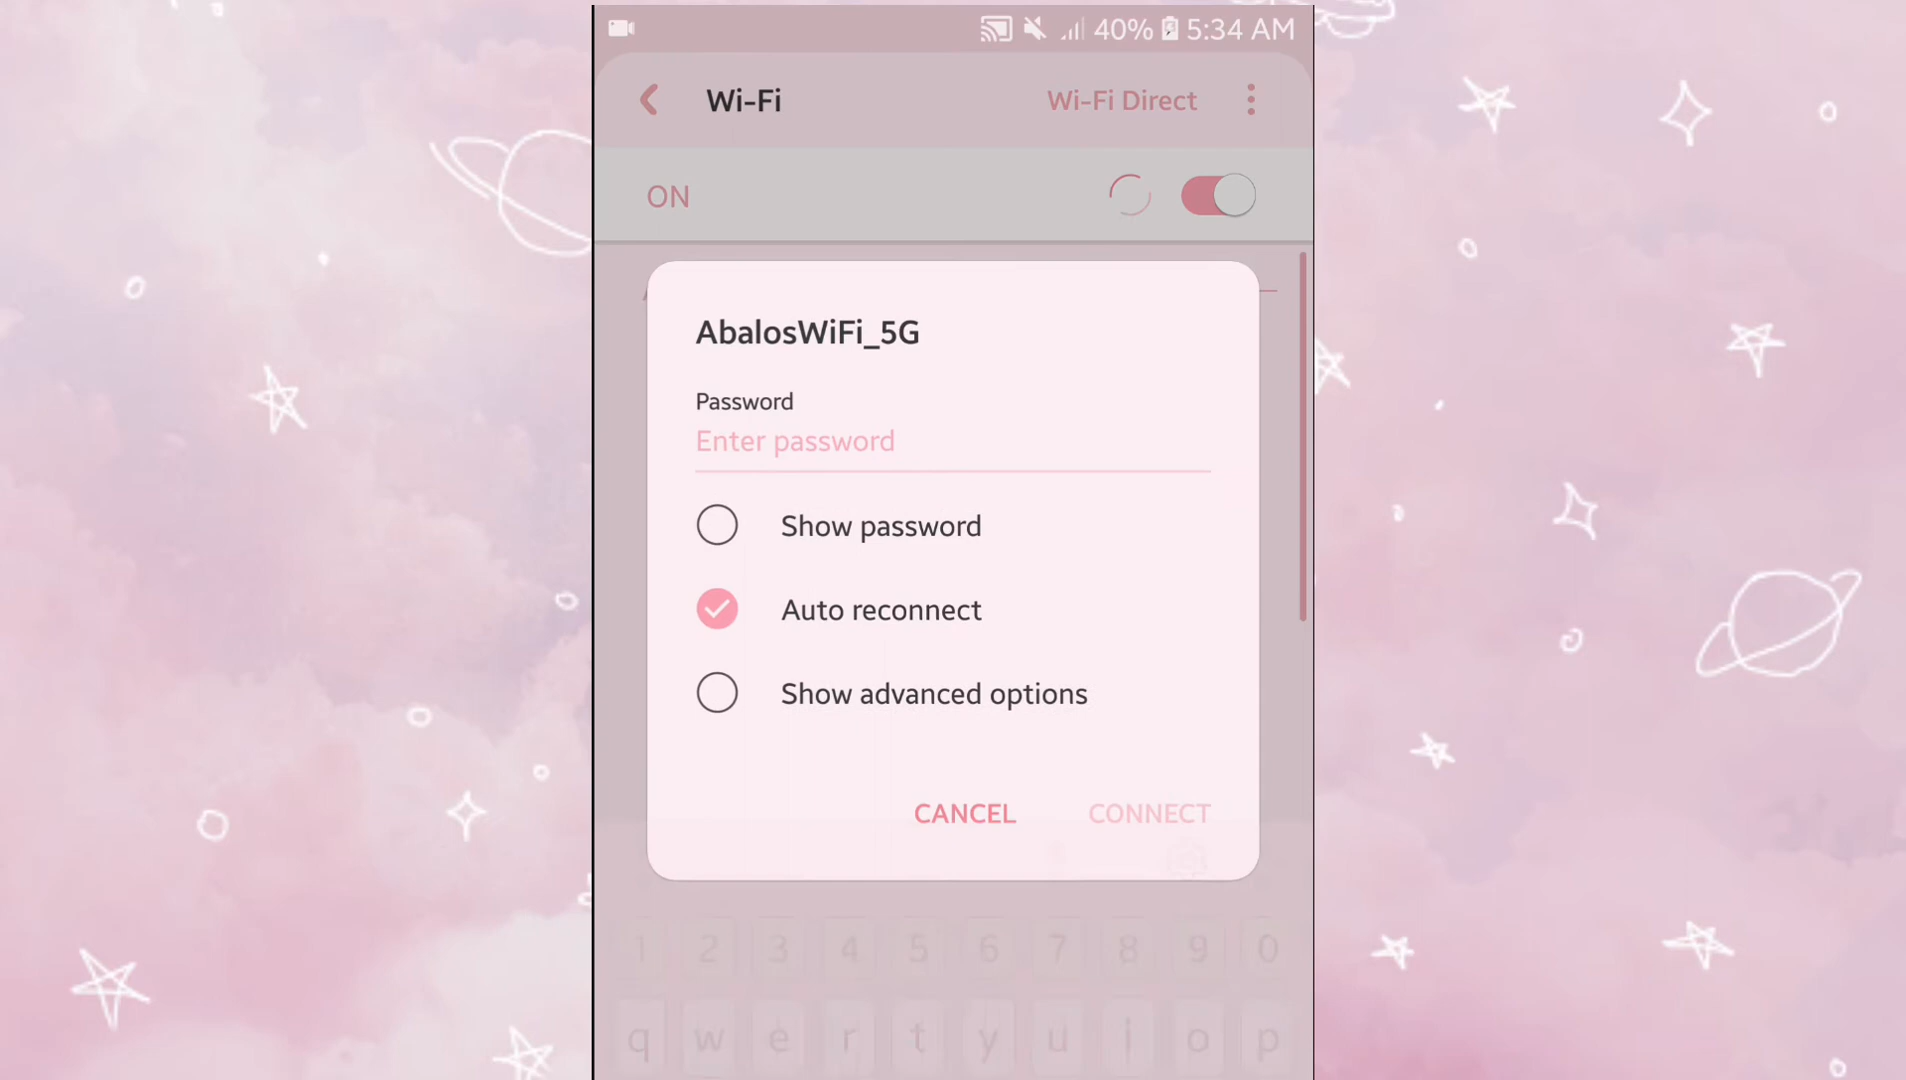 40% 5:34 AM
Wi-Fi Wi-Fi Direct
ON
AbalosWiFi_5G
Password
Enter password
Show password
Auto reconnect
Show advanced options
CANCEL CONNECT
1 2 3 4 5 6 7 8 9 0
q w e r t y u i o p